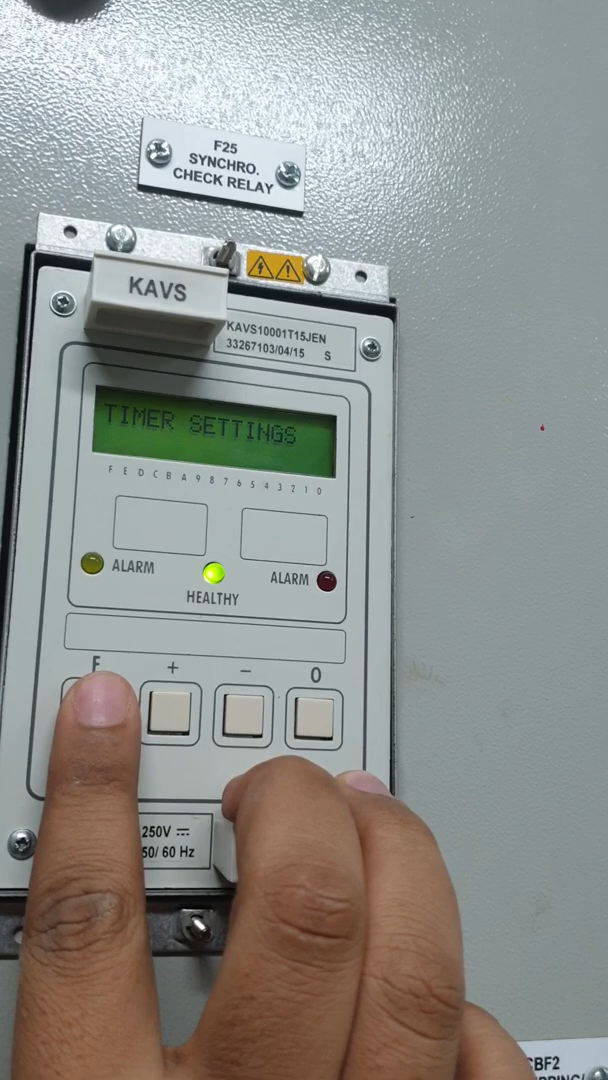 F25
SYNCHRO.
CHECK RELAY
KAVS
KAVS10001T15JEN
33267103/04/15 S
TIMER SETTINGS
F E D C B A 9 8 7 6 5 4 3 2 1 0
ALARM
HEALTHY
ALARM
F + − 0
250V
50/ 60 Hz
CBF2